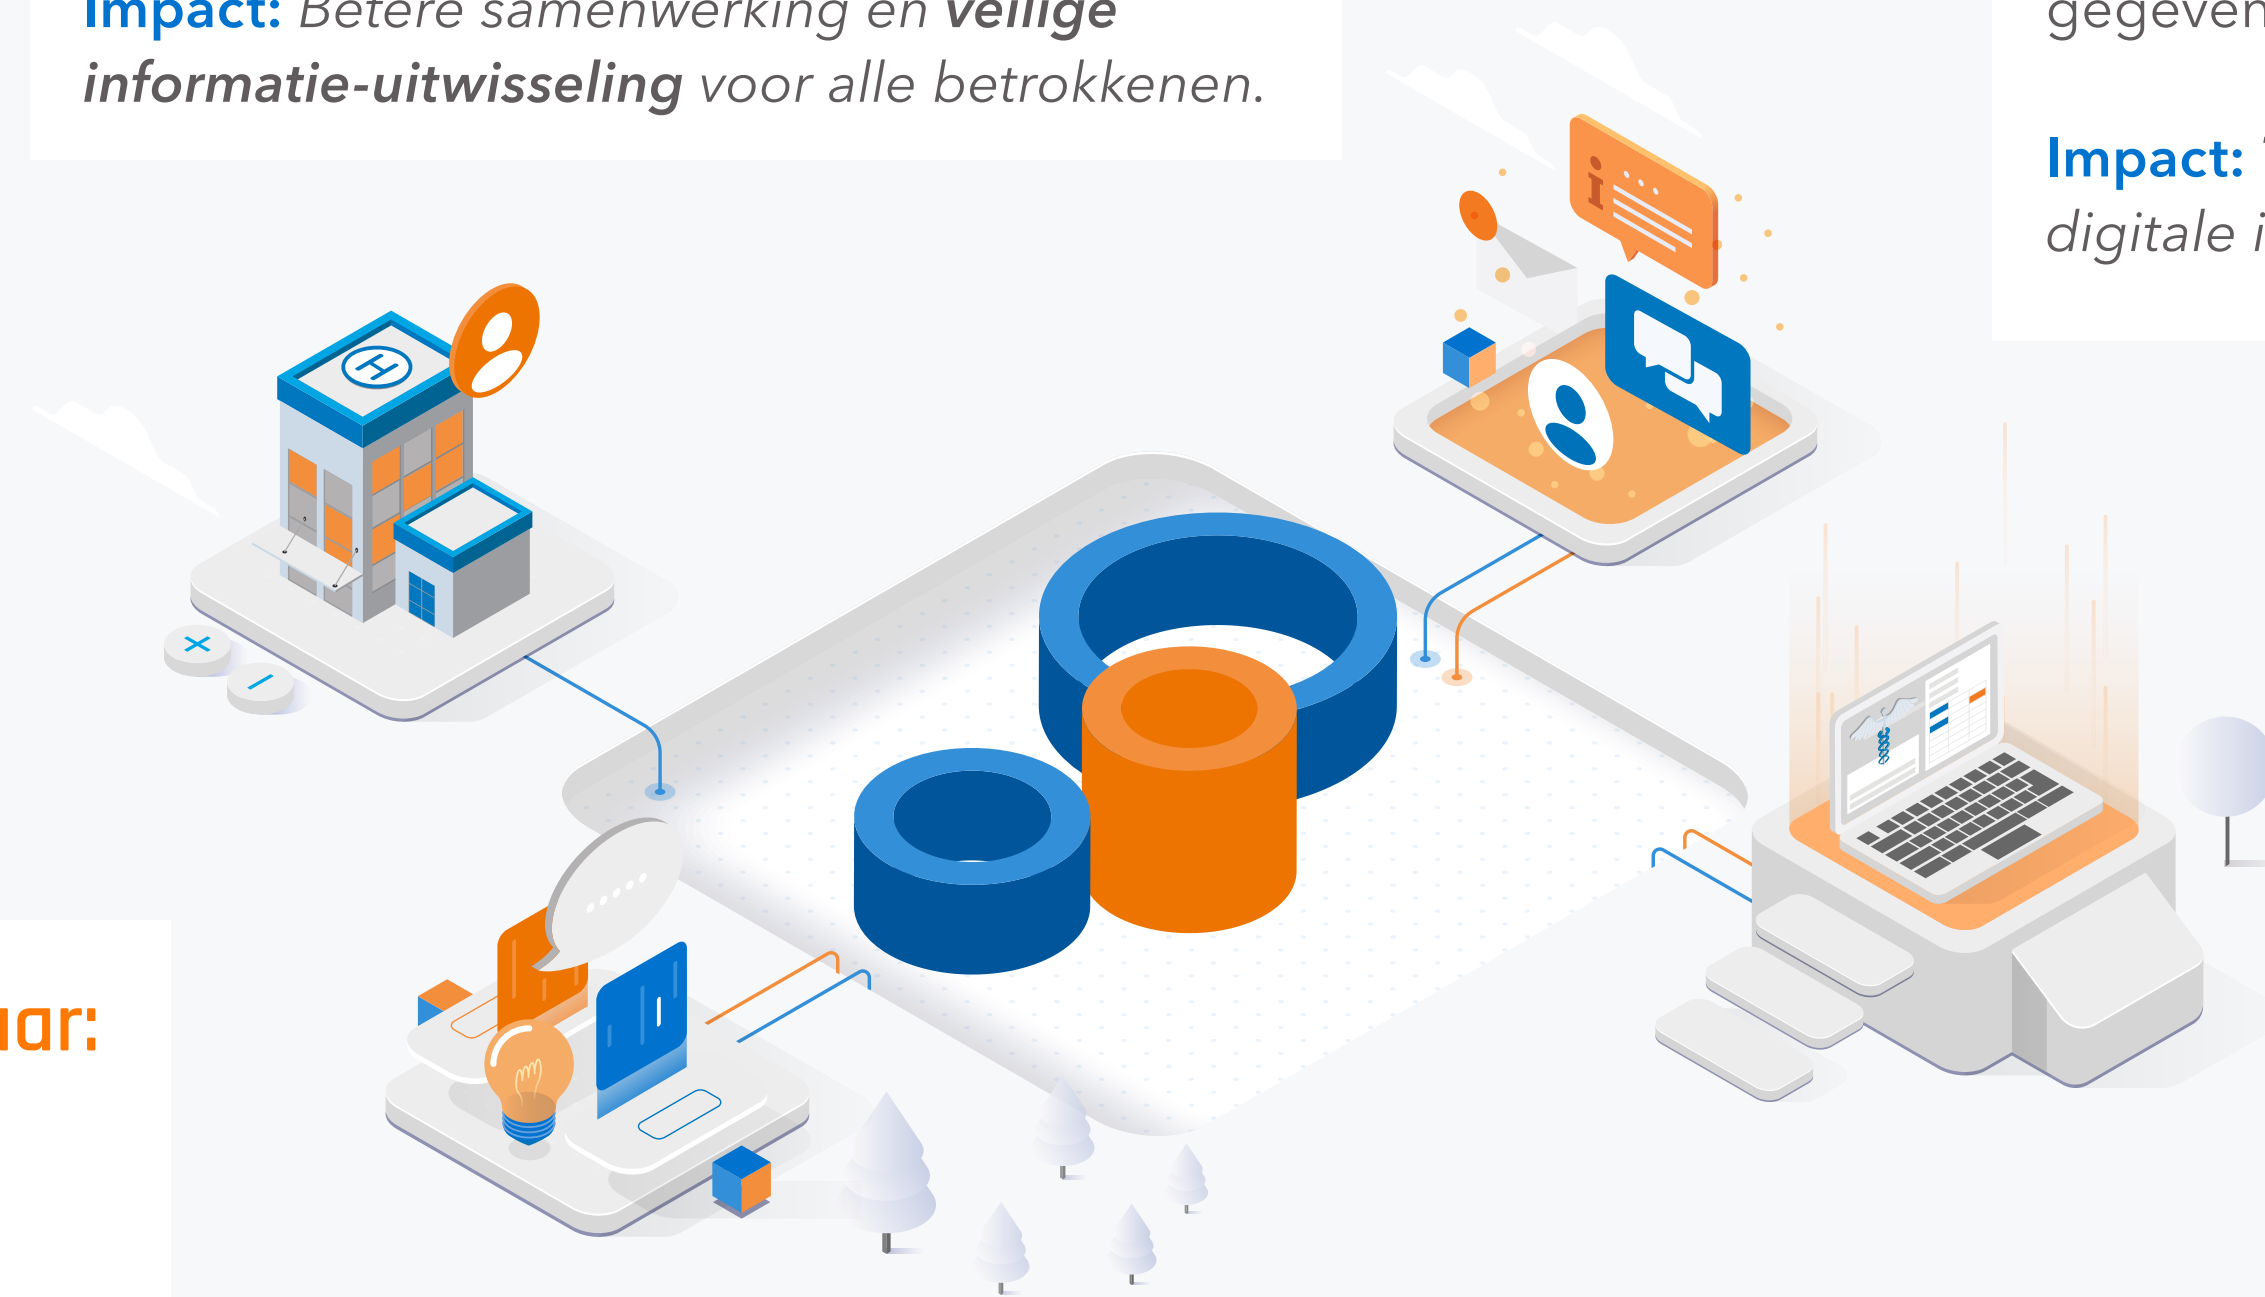 Impact: Betere samenwerking en veilige
informatie-uitwisseling voor alle betrokkenen.
Impact:
digitale
H
i